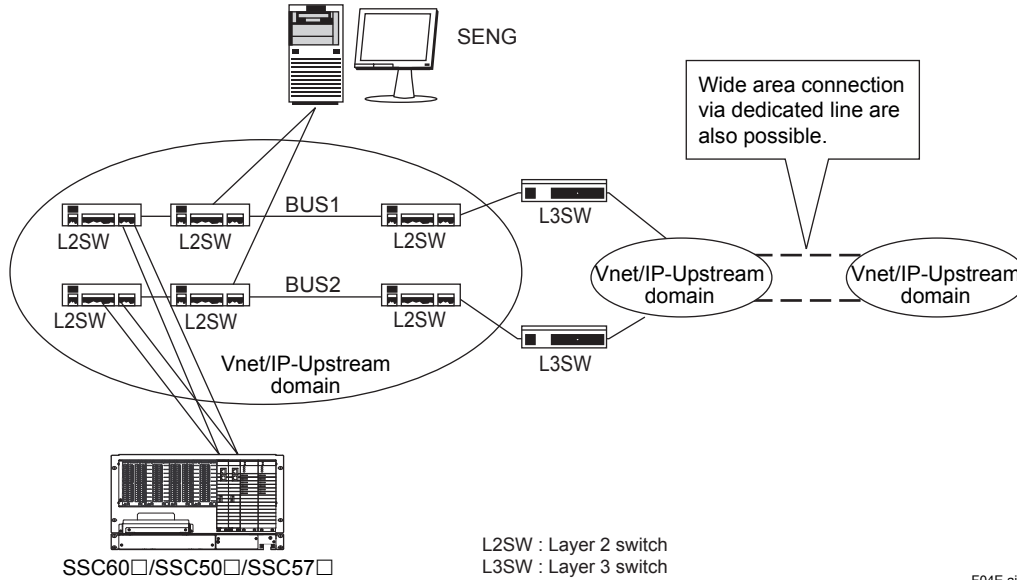 SENG
Wide area connection
via dedicated line are
also possible.
BUS1
L2SW
L2SW
L2SW
L3SW
Vnet/IP-Upstream
domain
Vnet/IP-Upstream
domain
BUS2
L2SW
L2SW
L2SW
L3SW
Vnet/IP-Upstream
domain
SSC60□/SSC50□/SSC57□
L2SW : Layer 2 switch
L3SW : Layer 3 switch